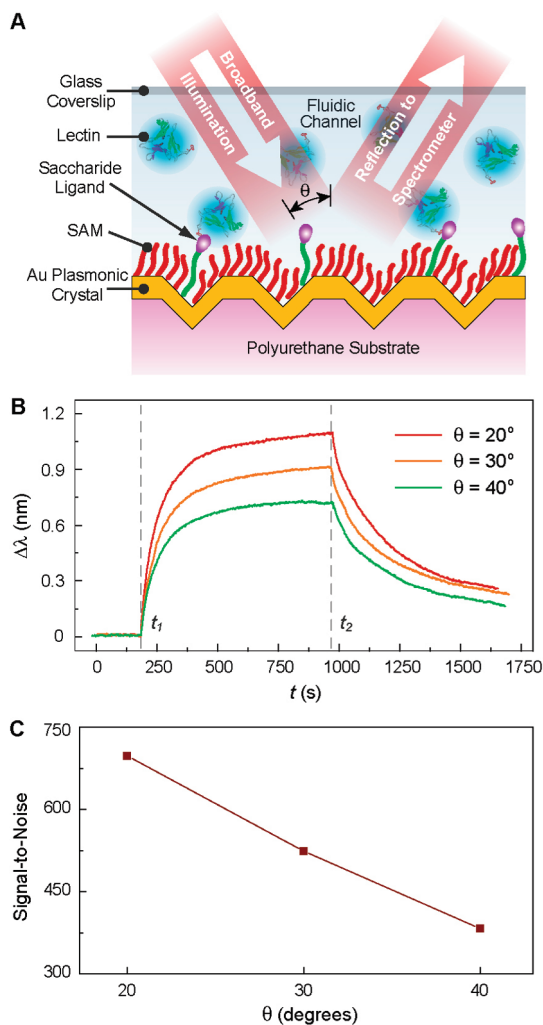 A
Glass
Coverslip
Lectin
Saccharide
Ligand
SAM
Au Plasmonic
Crystal
Broadband
Illumination
Fluidic
Channel
Reflection to
Spectrometer
θ
Polyurethane Substrate
B
1.2
0.9
0.6
0.3
0
Δλ (nm)
θ = 20°
θ = 30°
θ = 40°
t1
t2
0 250 500 750 1000 1250 1500 1750
t (s)
C
750
600
450
300
Signal-to-Noise
20 30 40
θ (degrees)